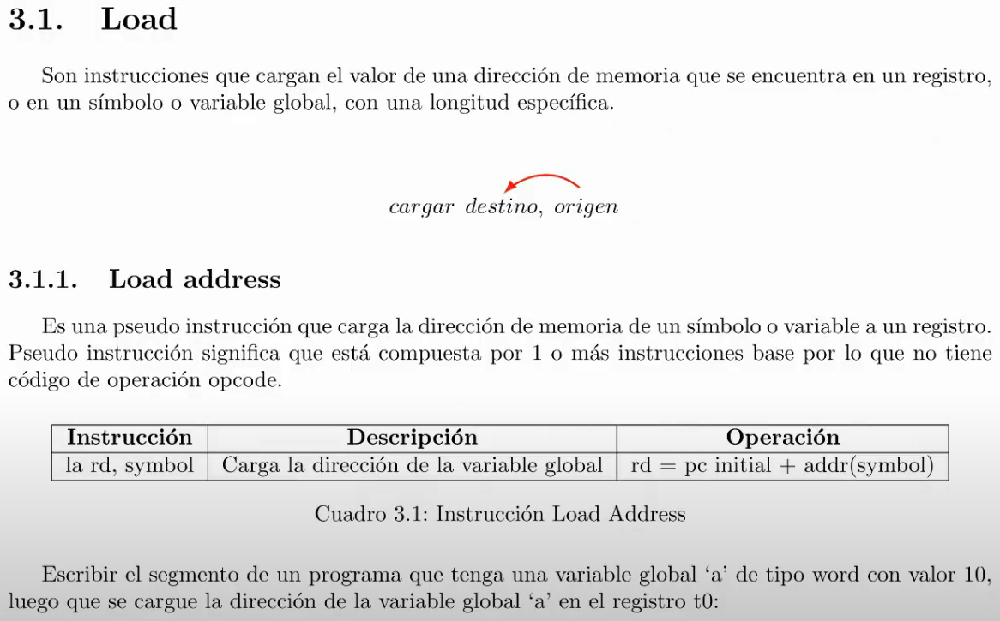 3.1. Load
Son instrucciones que cargan el valor de una dirección de memoria que se encuentra en un registro,
o en un símbolo o variable global, con una longitud específica.
cargar destino, origen
3.1.1. Load address
Es una pseudo instrucción que carga la dirección de memoria de un símbolo o variable a un registro.
Pseudo instrucción significa que está compuesta por 1 o más instrucciones base por lo que no tiene
código de operación opcode.
Instrucción Descripción Operación
la rd, symbol Carga la dirección de la variable global rd = pc initial + addr(symbol)
Cuadro 3.1: Instrucción Load Address
Escribir el segmento de un programa que tenga una variable global ‘a’ de tipo word con valor 10,
luego que se cargue la dirección de la variable global ‘a’ en el registro t0: